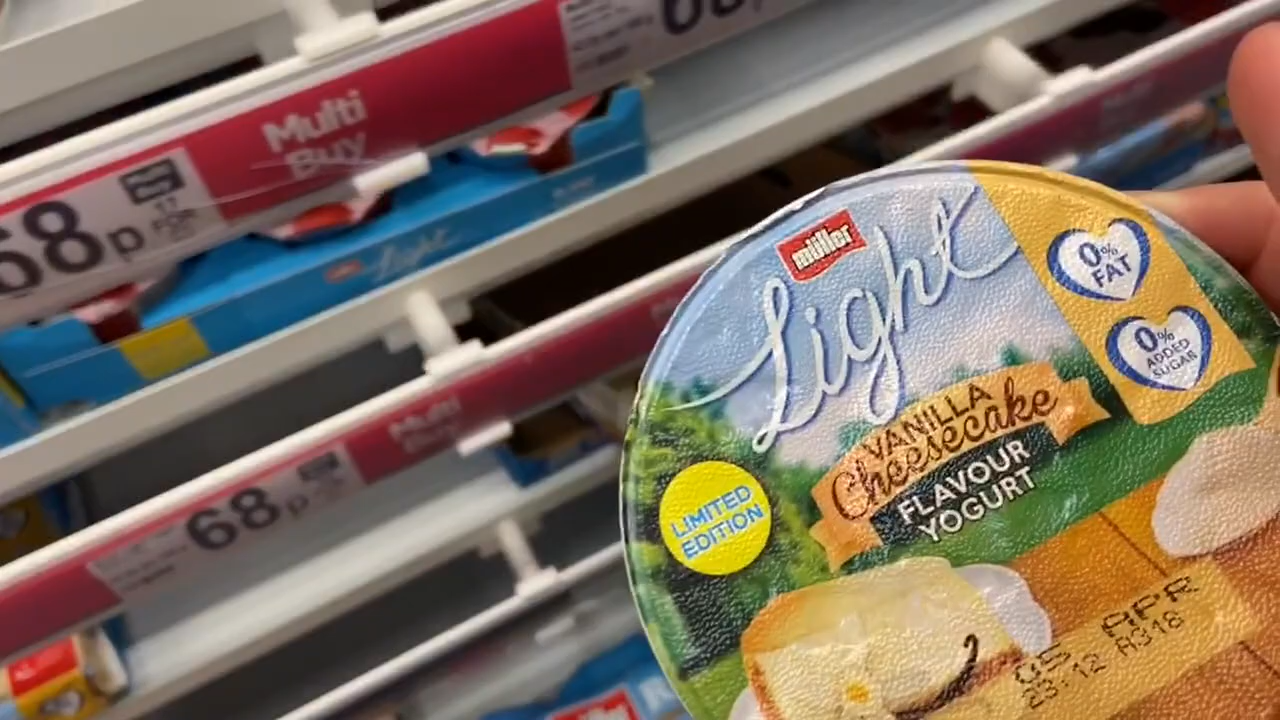 Multi
Buy
68p
Light
Multi
Buy
68p
müller
Light
0%
FAT
0%
ADDED
SUGAR
VANILLA
Cheesecake
FLAVOUR
YOGURT
LIMITED
EDITION
05 APR
23:12 A318